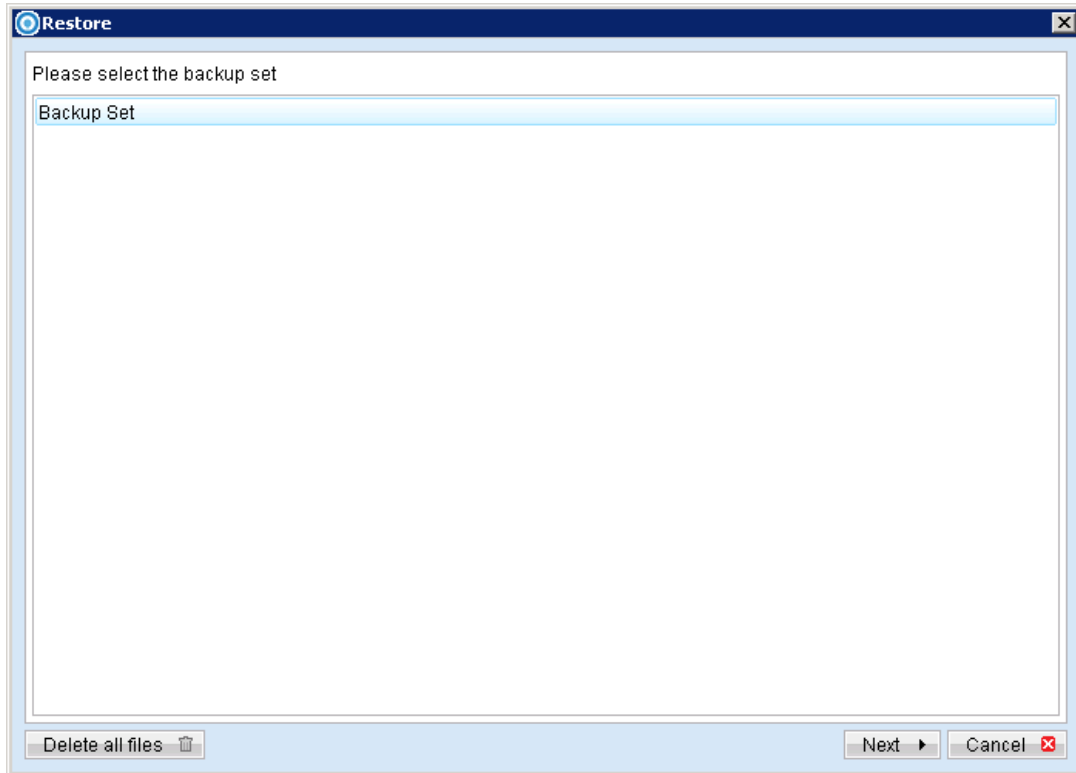 Restore
Please select the backup set
Backup Set
Delete all files
Next
Cancel